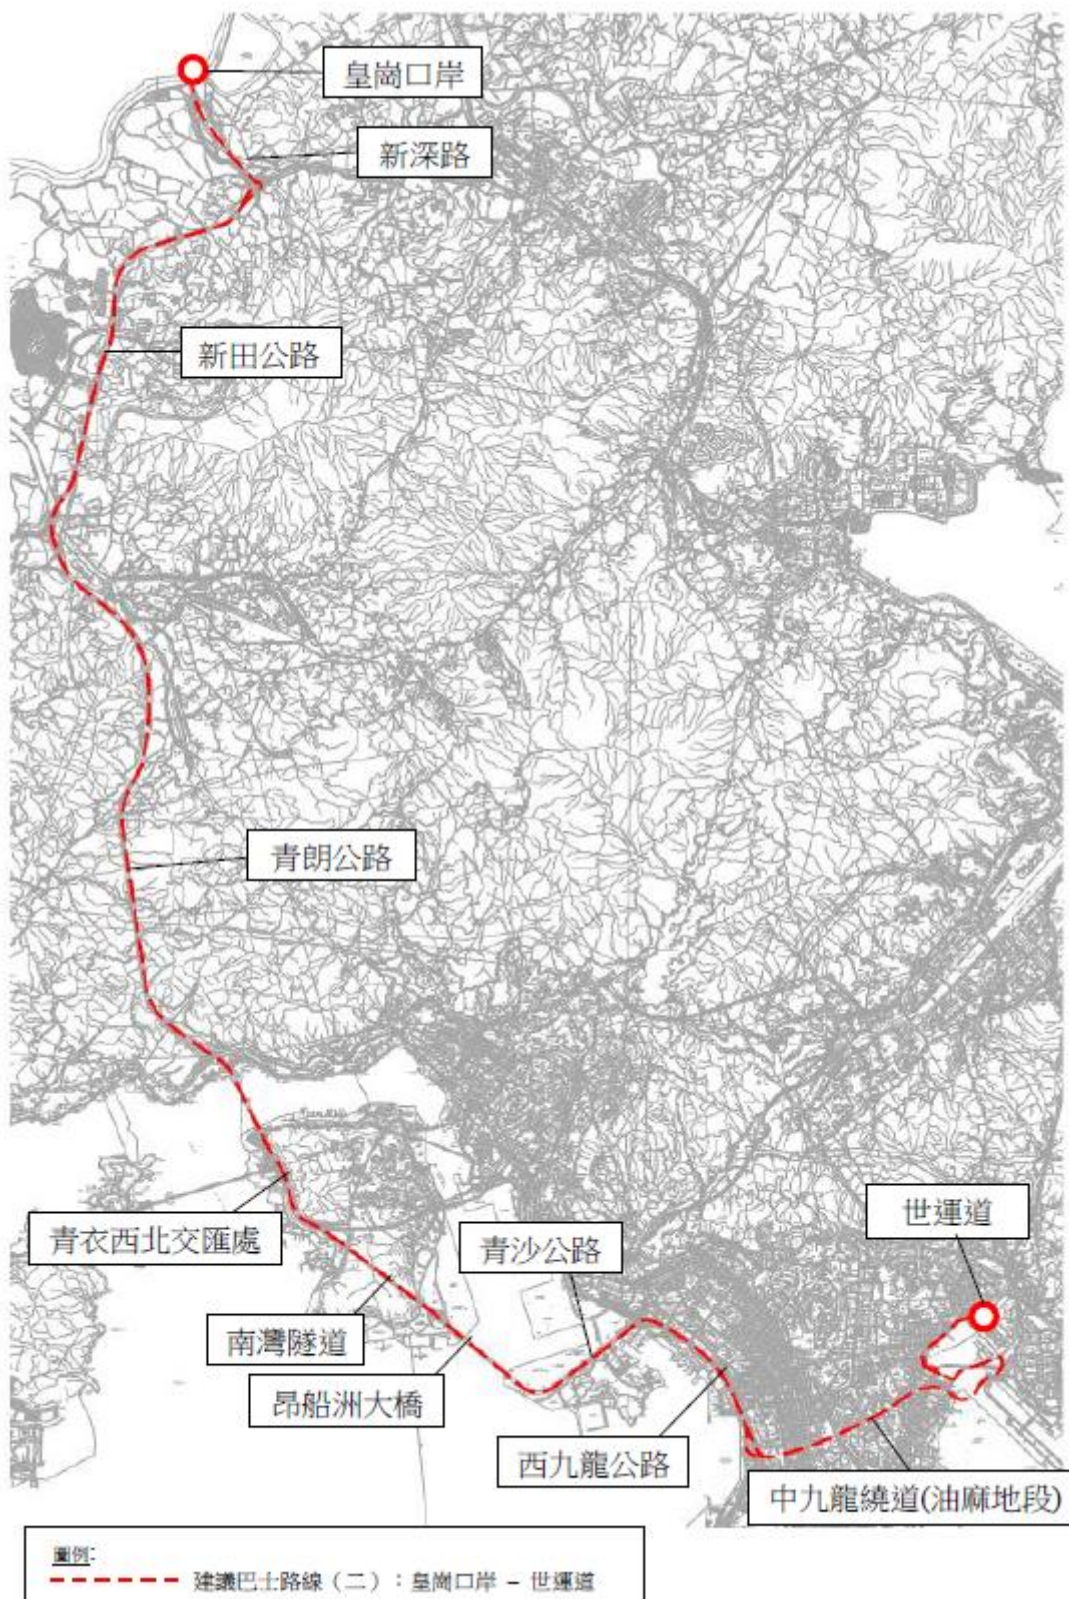 皇崗口岸
新深路
新田公路
青朗公路
世運道
青衣西北交匯處
青沙公路
南灣隧道
昂船洲大橋
西九龍公路
中九龍繞道(油麻地段)
圖例:
建議巴士路線（二）：皇崗口岸 – 世運道